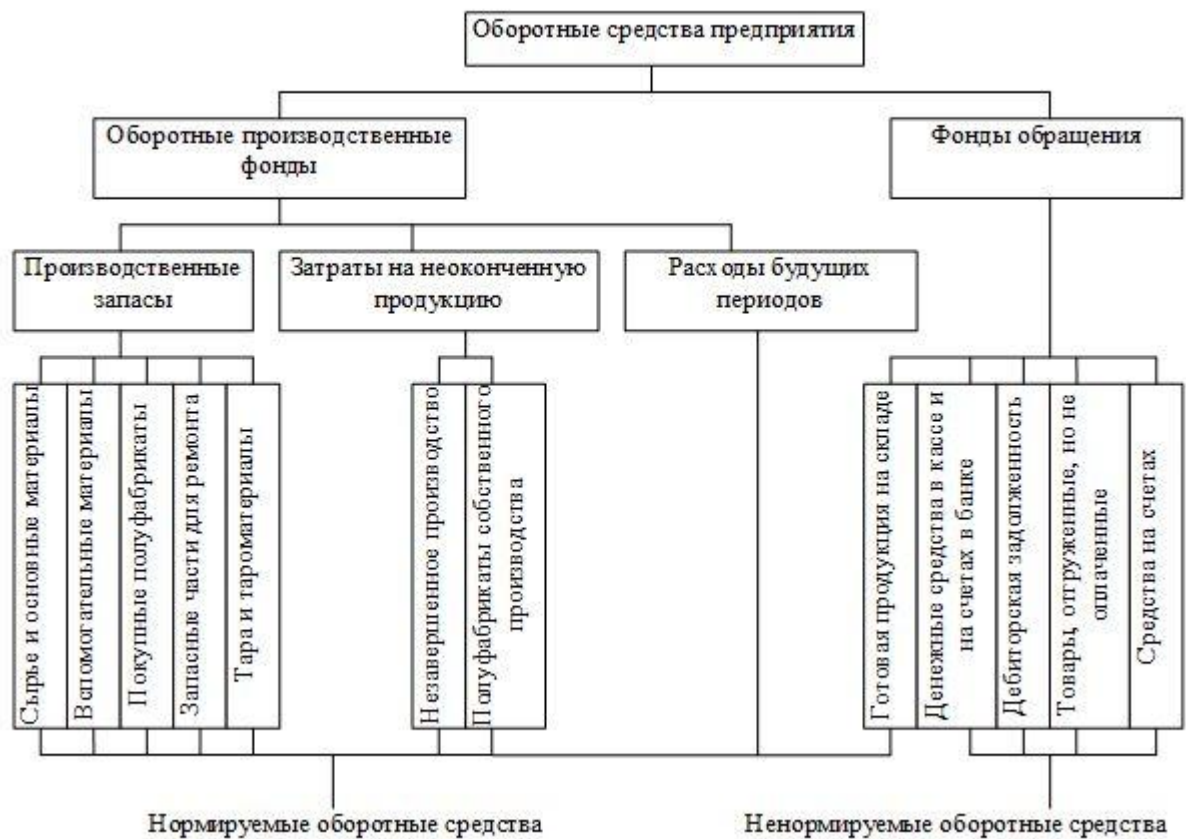 Оборотные средства предприятия
Оборотные производственные
фонды
Фонды обращения
Производственные
запасы
Затраты на неоконченную
продукцию
Расходы будущих
периодов
Сырье и основные материалы
Вспомогательные материалы
Покупные полуфабрикаты
Запасные части для ремонта
Тара и тароматериалы
Незавершенное производство
Полуфабрикаты собственного
производства
Готовая продукция на складе
Денежные средства в кассе и
на счетах в банке
Дебиторская задолженность
Товары, отгруженные, но не
оплаченные
Средства на счетах
Нормируемые оборотные средства
Ненормируемые оборотные средства